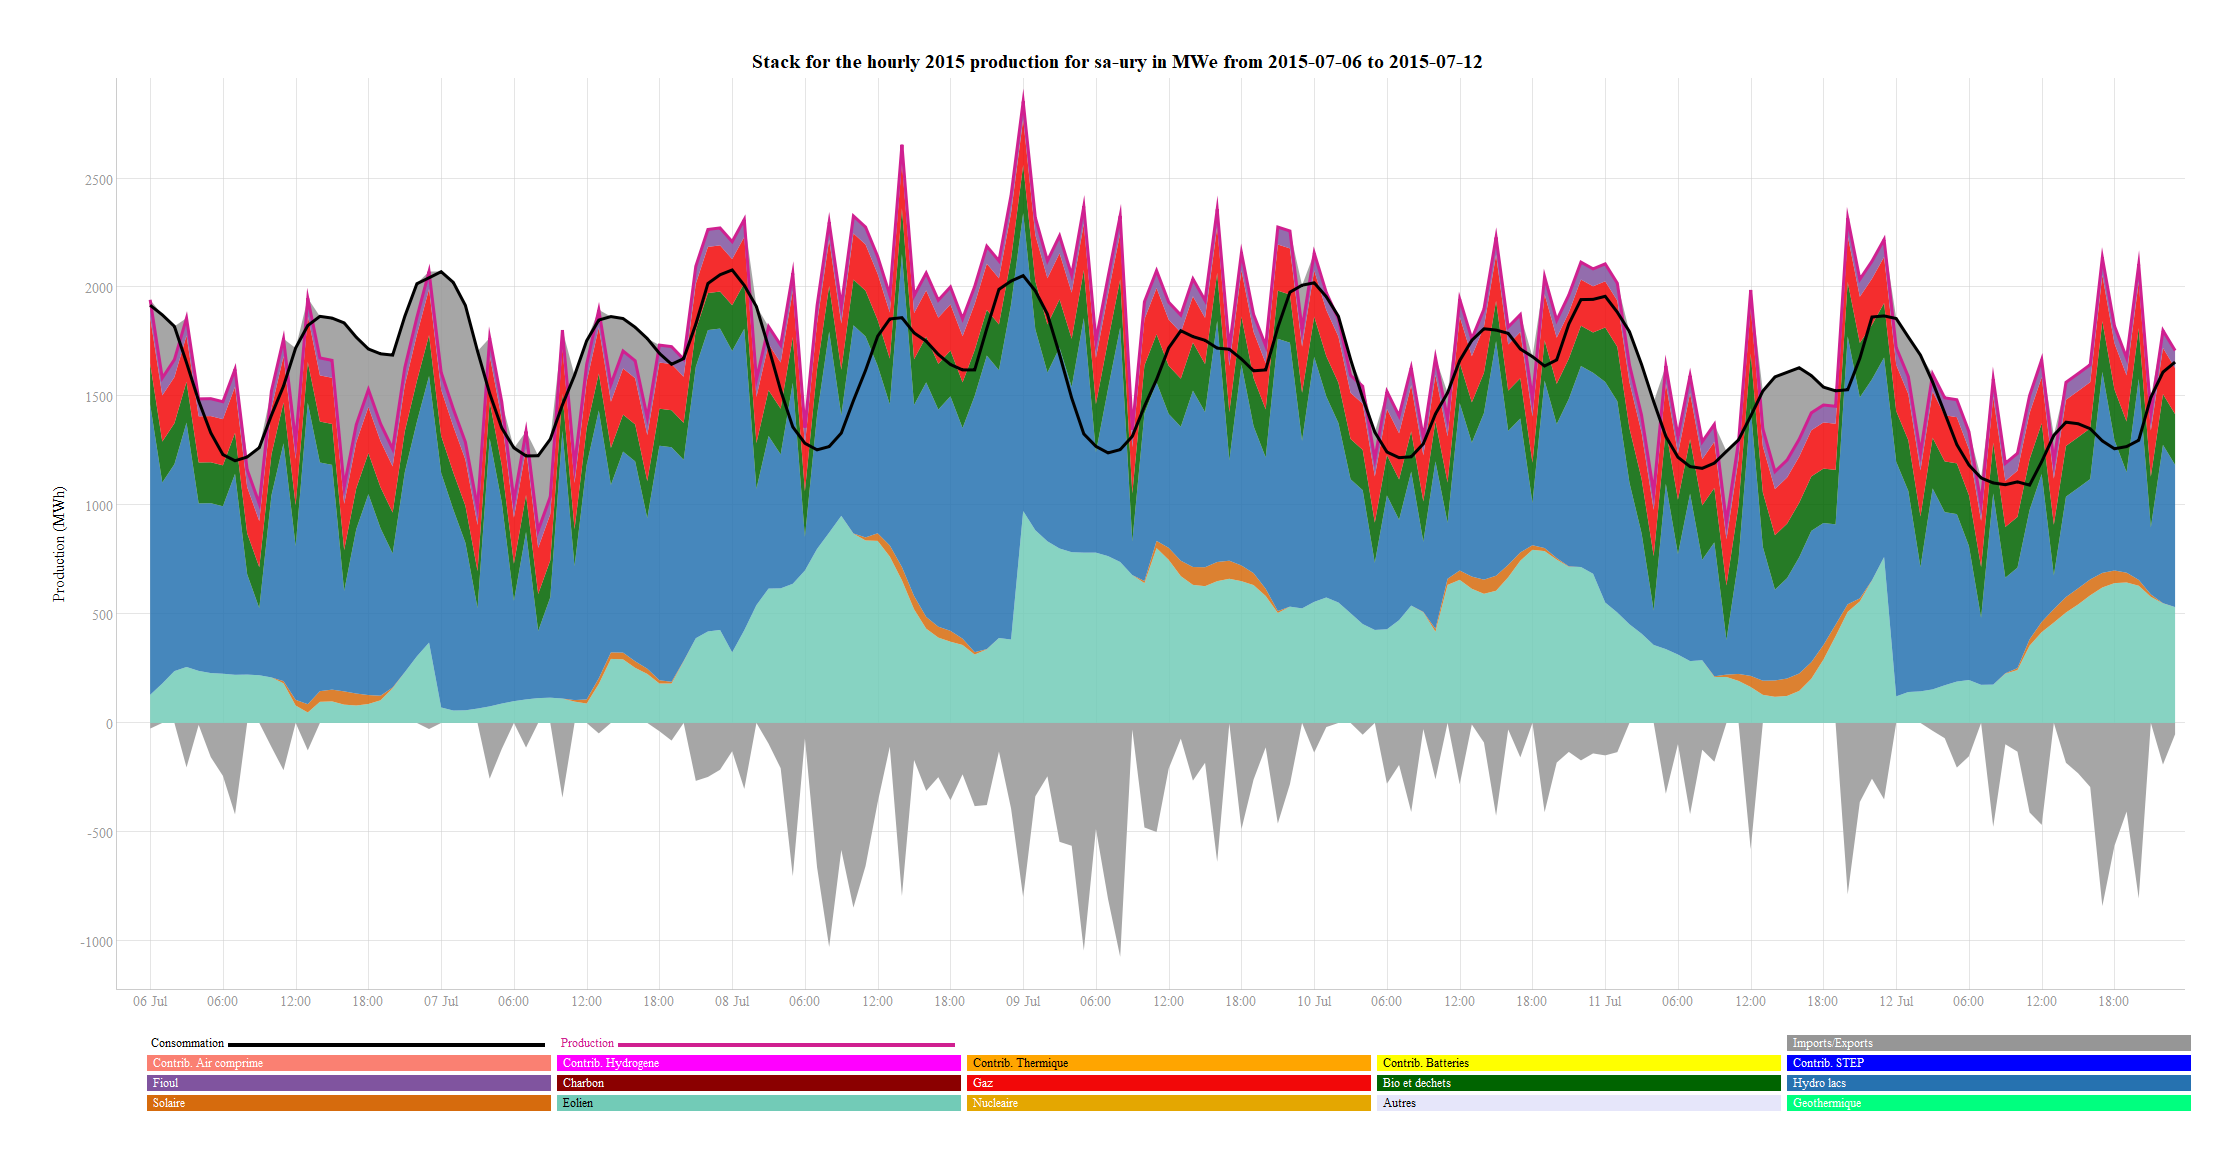 Stack for the hourly 2015 production for sa-ury in MWe from 2015-07-06 to 2015-07-12
Production (MWh)
2500
2000
1500
1000
500
0
-500
-1000
06 Jul 06:00 12:00 18:00 07 Jul 06:00 12:00 18:00 08 Jul 06:00 12:00 18:00 09 Jul 06:00 12:00 18:00 10 Jul 06:00 12:00 18:00 11 Jul 06:00 12:00 18:00 12 Jul 06:00 12:00 18:00
Consommation Production Imports/Exports
Contrib. Air comprime Contrib. Hydrogene Contrib. Thermique Contrib. Batteries Contrib. STEP
Fioul Charbon Gaz Bio et dechets Hydro lacs
Solaire Eolien Nucleaire Autres Geothermique